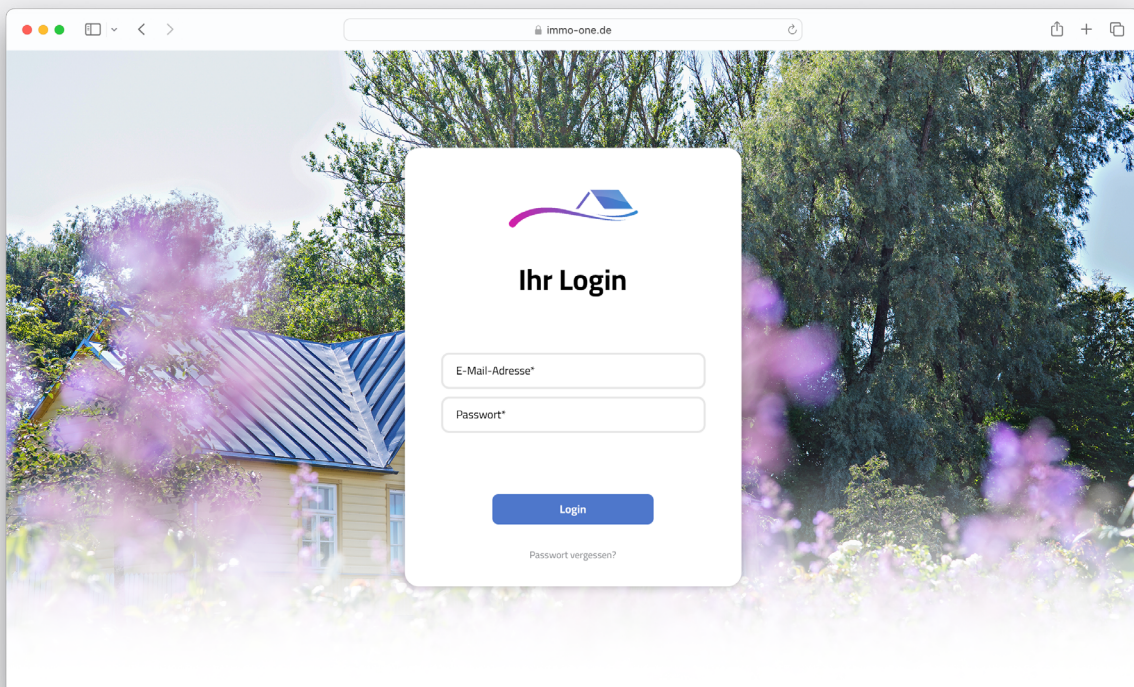 immo-one.de
Ihr Login
E-Mail-Adresse*
Passwort*
Login
Passwort vergessen?